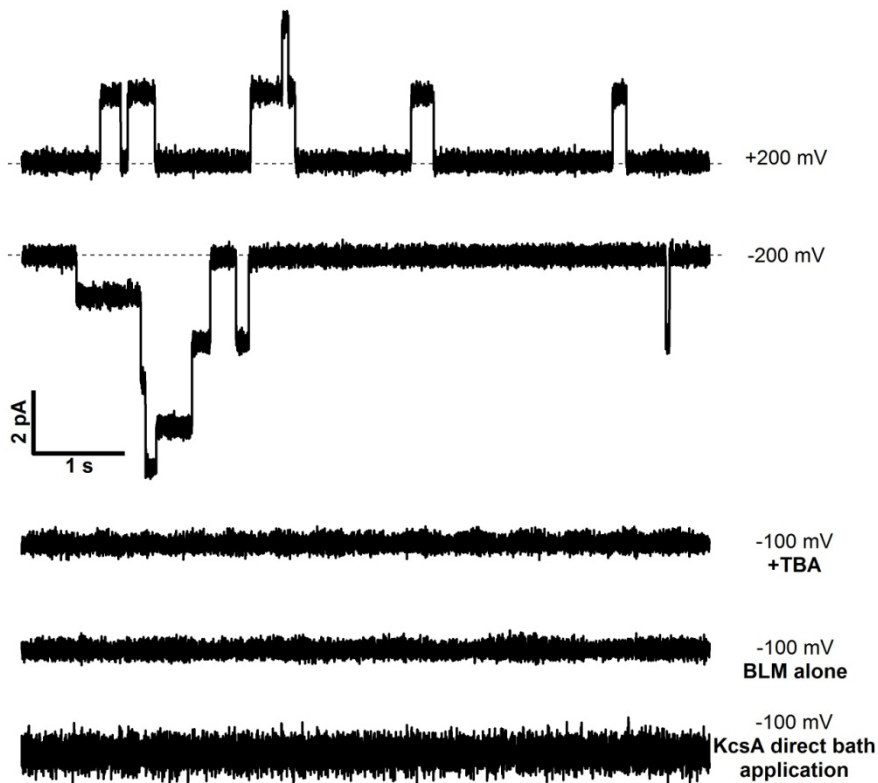 +200 mV
-200 mV
2 pA
1 s
-100 mV
+TBA
-100 mV
BLM alone
-100 mV
KcsA direct bath
application